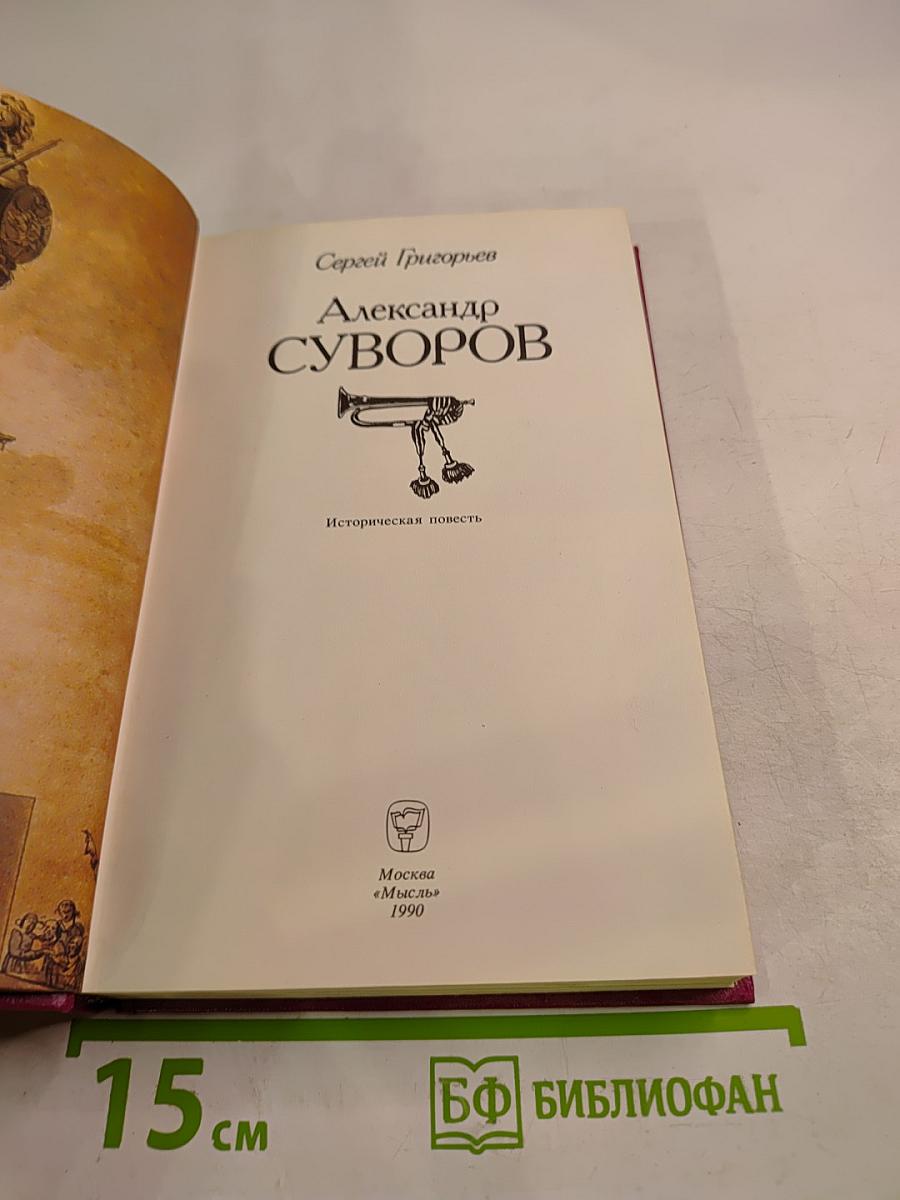 Сергей Григорьев
Александр
СУВОРОВ
Историческая повесть
Москва
«Мысль»
1990
15 см
БФ БИБЛИОФАН